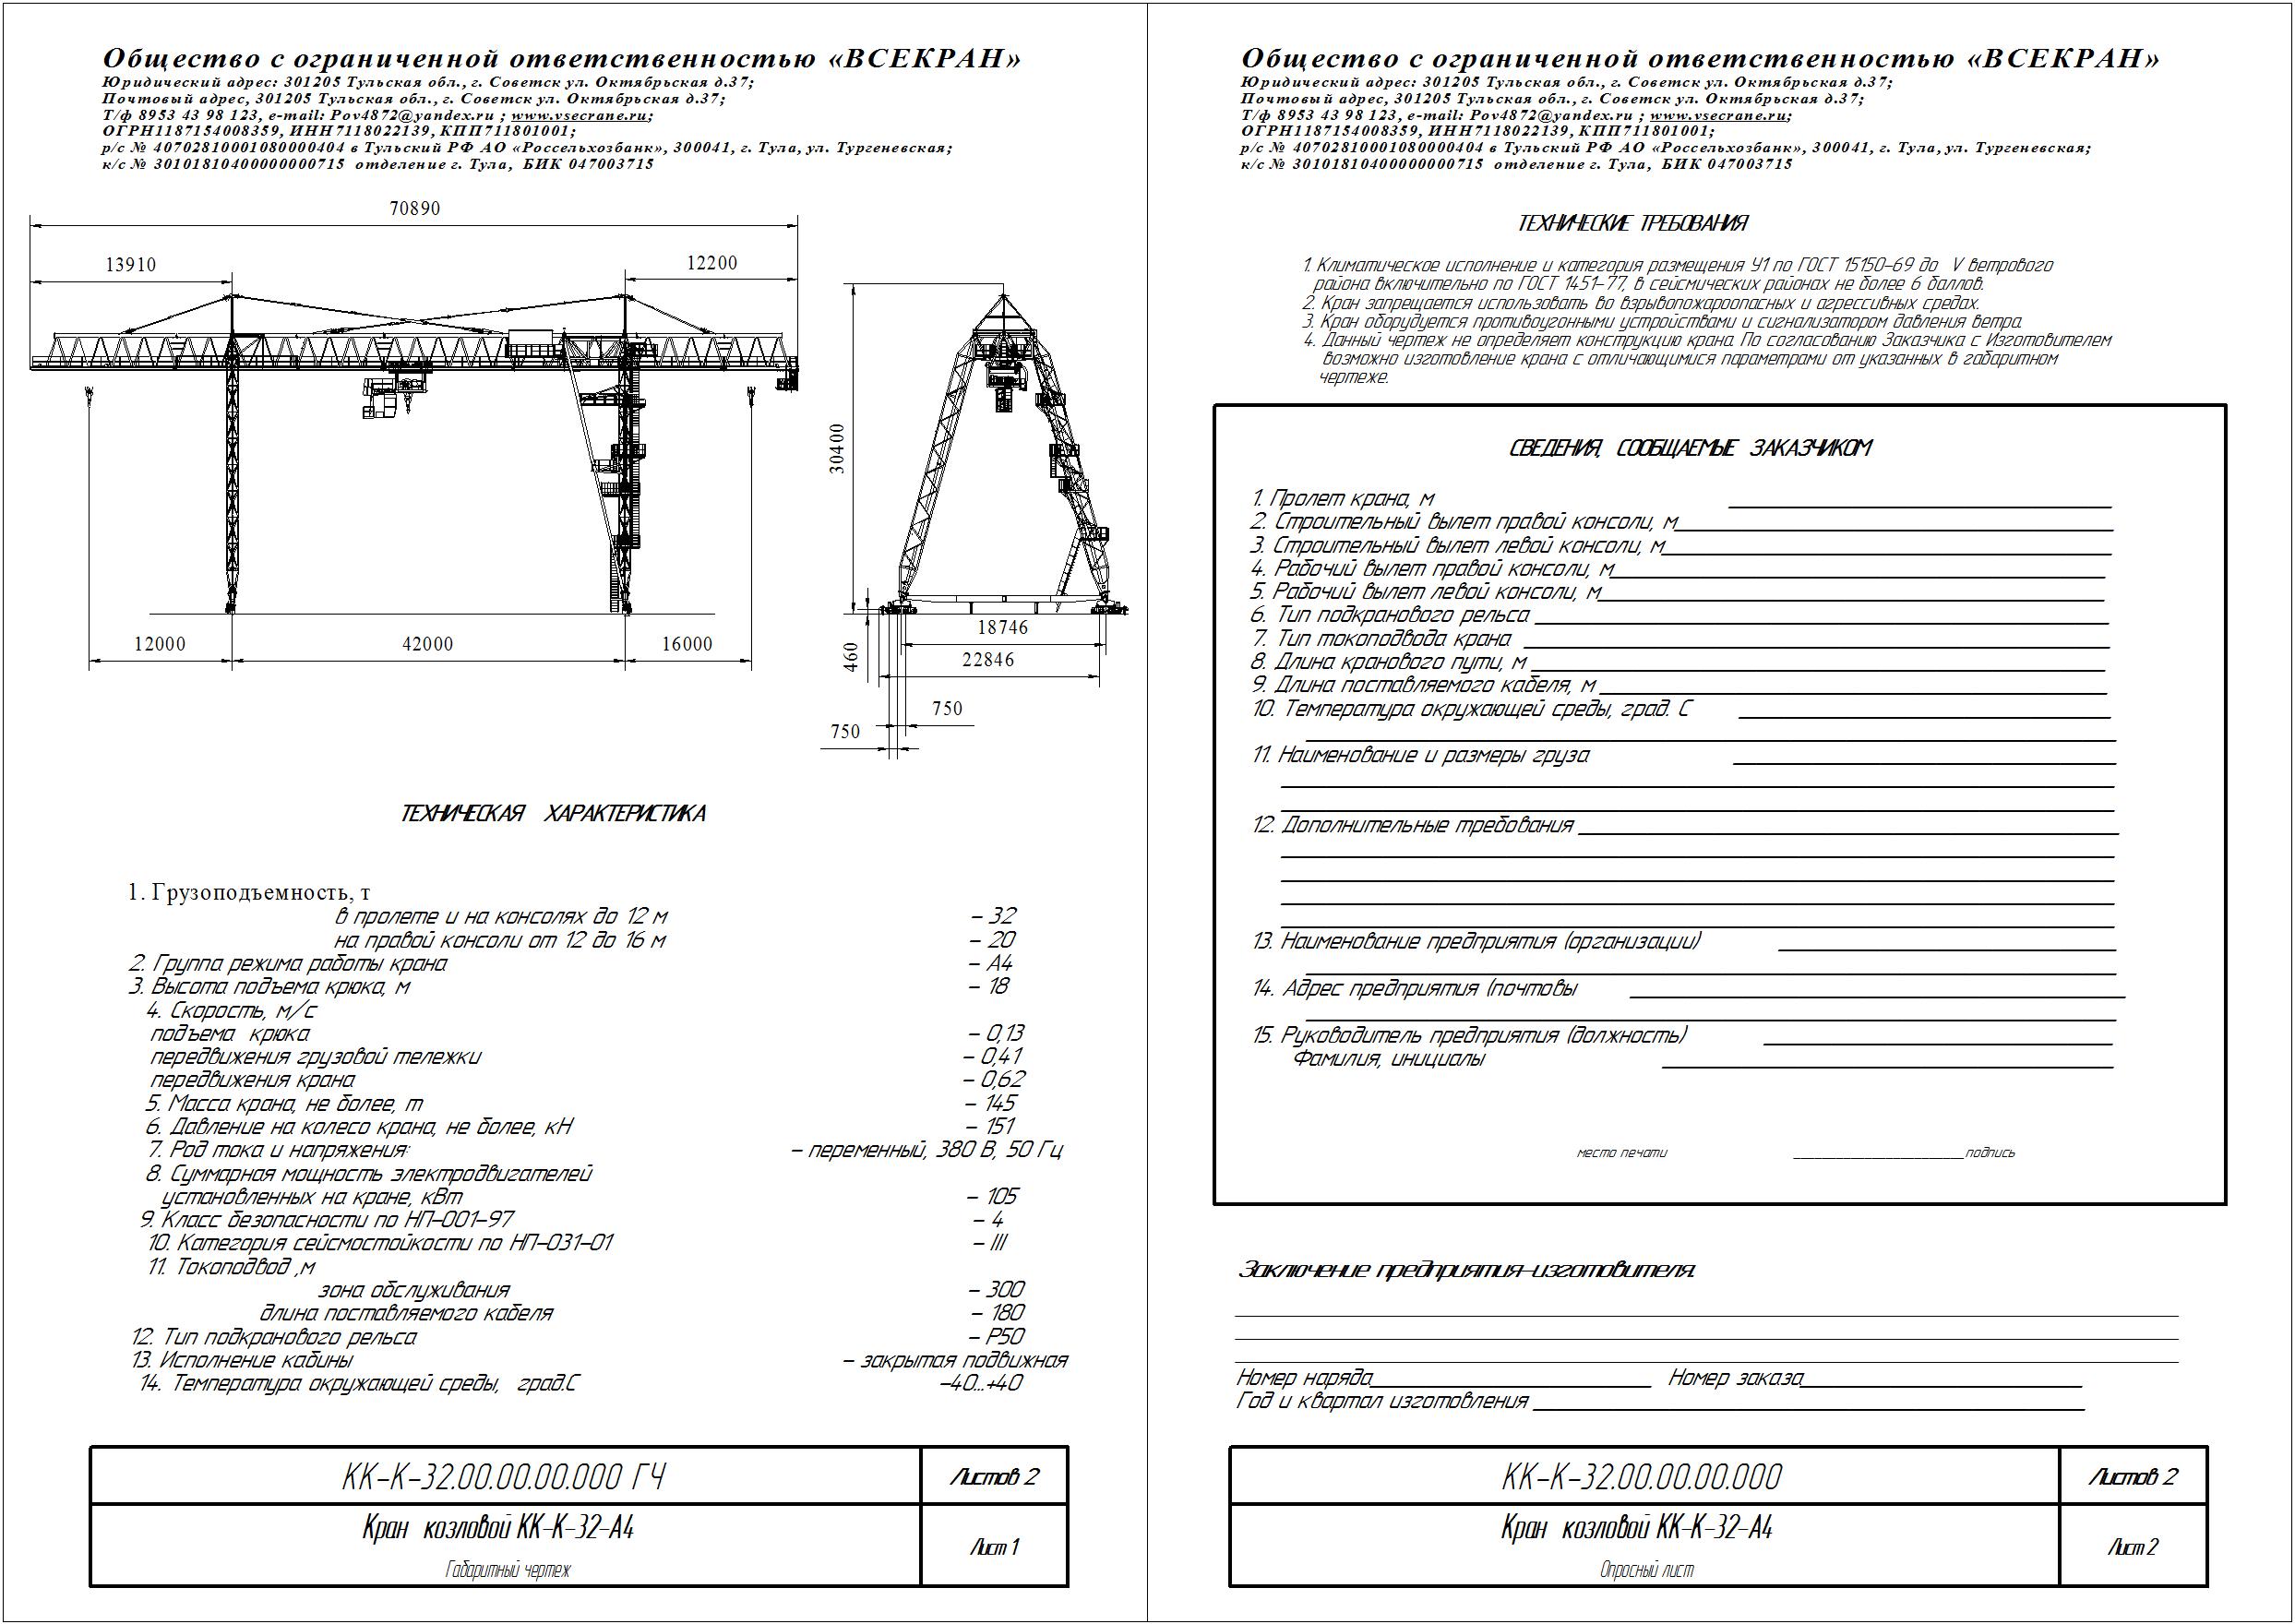 Общество с ограниченной ответственностью «ВСЕКРАН»
Юридический адрес: 301205 Тульская обл., г. Советск ул. Октябрьская д.37;
Почтовый адрес, 301205 Тульская обл., г. Советск ул. Октябрьская д.37;
Т/ф 8953 43 98 123, e-mail: Pov4872@yandex.ru ; www.vsecrane.ru;
ОГРН1187154008359, ИНН7118022139, КПП711801001;
р/с № 40702810001080000404 в Тульский РФ АО «Россельхозбанк», 300041, г. Тула, ул. Тургеневская;
к/с № 30101810400000000715 отделение г. Тула, БИК 047003715
70890
13910
12200
30400
12000
42000
16000
18746
22846
460
750
750
ТЕХНИЧЕСКАЯ ХАРАКТЕРИСТИКА
1. Грузоподъемность, т
в пролете и на консолях до 12 м – 32
на правой консоли от 12 до 16 м – 20
2. Группа режима работы крана – А4
3. Высота подъема крюка, м – 18
4. Скорость, м/с
подъема крюка – 0,13
передвижения грузовой тележки – 0,41
передвижения крана – 0,62
5. Масса крана, не более, т – 145
6. Давление на колесо крана, не более, кН – 151
7. Род тока и напряжения: – переменный, 380 В, 50 Гц
8. Суммарная мощность электродвигателей
установленных на кране, кВт – 105
9. Класс безопасности по НП-001-97 – 4
10. Категория сейсмостойкости по НП-031-01 – III
11. Токоподвод ,м
зона обслуживания – 300
длина поставляемого кабеля – 180
12. Тип подкранового рельса – Р50
13. Исполнение кабины – закрытая подвижная
14. Температура окружающей среды, град.С –40...+40
КК-К-32.00.00.00.000 ГЧ
Листов 2
Кран козловой КК-К-32-А4
Габаритный чертеж
Лист 1
Общество с ограниченной ответственностью «ВСЕКРАН»
Юридический адрес: 301205 Тульская обл., г. Советск ул. Октябрьская д.37;
Почтовый адрес, 301205 Тульская обл., г. Советск ул. Октябрьская д.37;
Т/ф 8953 43 98 123, e-mail: Pov4872@yandex.ru ; www.vsecrane.ru;
ОГРН1187154008359, ИНН7118022139, КПП711801001;
р/с № 40702810001080000404 в Тульский РФ АО «Россельхозбанк», 300041, г. Тула, ул. Тургеневская;
к/с № 30101810400000000715 отделение г. Тула, БИК 047003715
ТЕХНИЧЕСКИЕ ТРЕБОВАНИЯ
1. Климатическое исполнение и категория размещения У1 по ГОСТ 15150-69 до V ветрового
района включительно по ГОСТ 1451-77, в сейсмических районах не более 6 баллов.
2. Кран запрещается использовать во взрывопожароопасных и агрессивных средах.
3. Кран оборудуется противоугонными устройствами и сигнализатором давления ветра.
4. Данный чертеж не определяет конструкцию крана. По согласованию Заказчика с Изготовителем
возможно изготовление крана с отличающимися параметрами от указанных в габаритном
чертеже.
СВЕДЕНИЯ, СООБЩАЕМЫЕ ЗАКАЗЧИКОМ
1. Пролет крана, м
2. Строительный вылет правой консоли, м
3. Строительный вылет левой консоли, м
4. Рабочий вылет правой консоли, м
5. Рабочий вылет левой консоли, м
6. Тип подкранового рельса
7. Тип токоподвода крана
8. Длина кранового пути, м
9. Длина поставляемого кабеля, м
10. Температура окружающей среды, град. С
11. Наименование и размеры груза
12. Дополнительные требования
13. Наименование предприятия (организации)
14. Адрес предприятия (почтовы
15. Руководитель предприятия (должность)
Фамилия, инициалы
место печати подпись
Заключение предприятия-изготовителя:
Номер наряда Номер заказа
Год и квартал изготовления
КК-К-32.00.00.00.000
Листов 2
Кран козловой КК-К-32-А4
Опросный лист
Лист 2